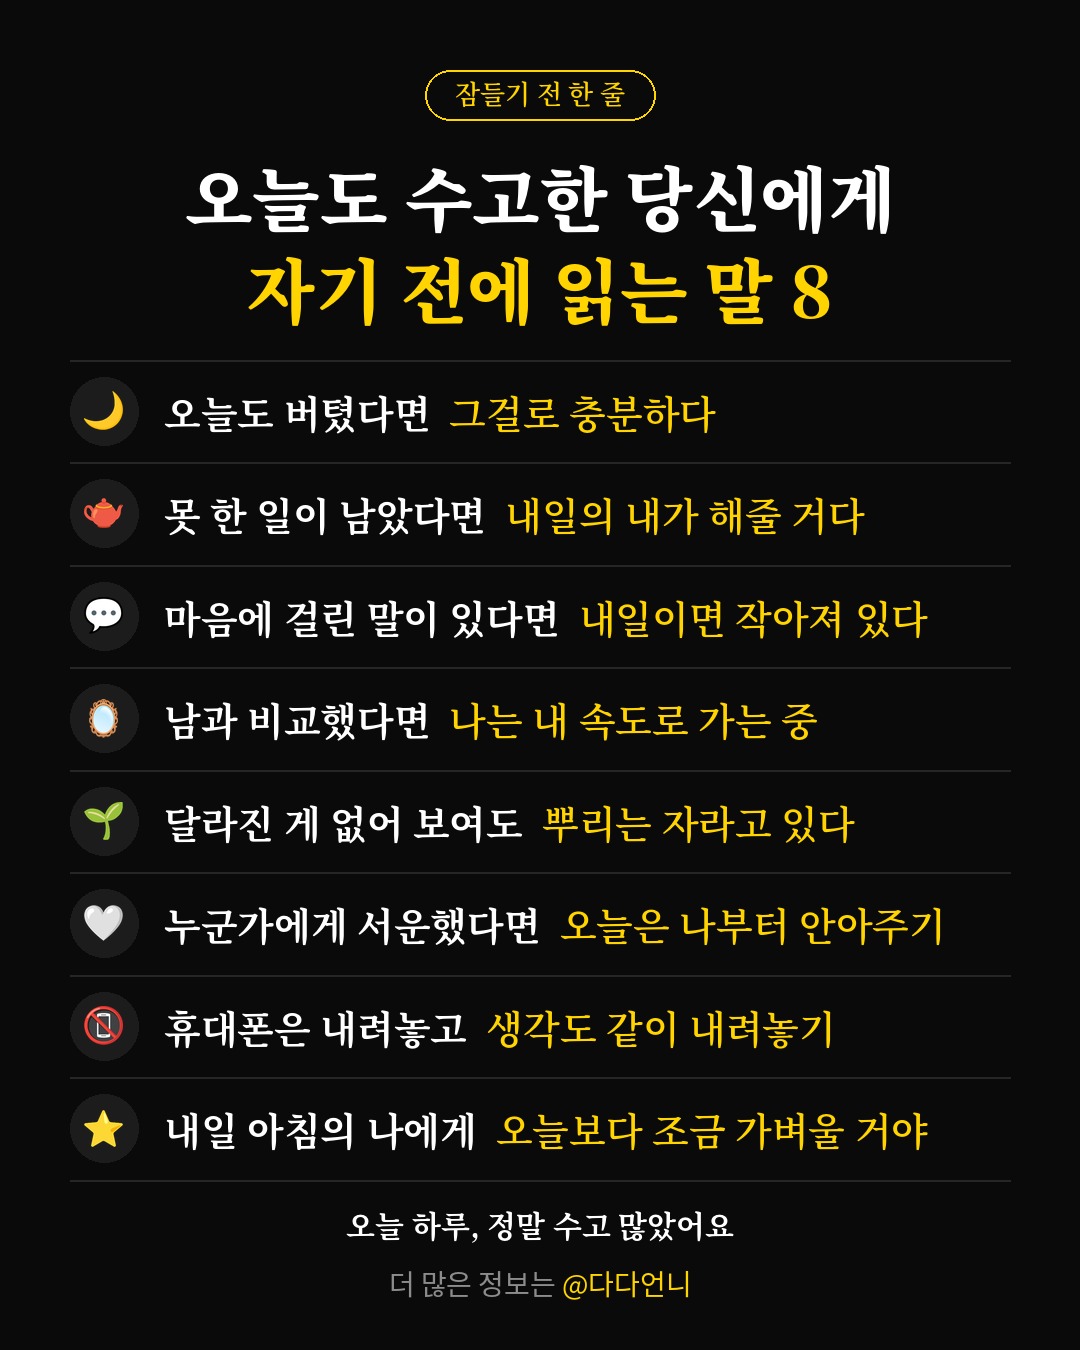 잠들기 전 한 줄
오늘도 수고한 당신에게
자기 전에 읽는 말 8
오늘도 버텼다면 그걸로 충분하다
못 한 일이 남았다면 내일의 내가 해줄 거다
마음에 걸린 말이 있다면 내일이면 작아져 있다
남과 비교했다면 나는 내 속도로 가는 중
달라진 게 없어 보여도 뿌리는 자라고 있다
누군가에게 서운했다면 오늘은 나부터 안아주기
휴대폰은 내려놓고 생각도 같이 내려놓기
내일 아침의 나에게 오늘보다 조금 가벼울 거야
오늘 하루, 정말 수고 많았어요
더 많은 정보는 @다다언니